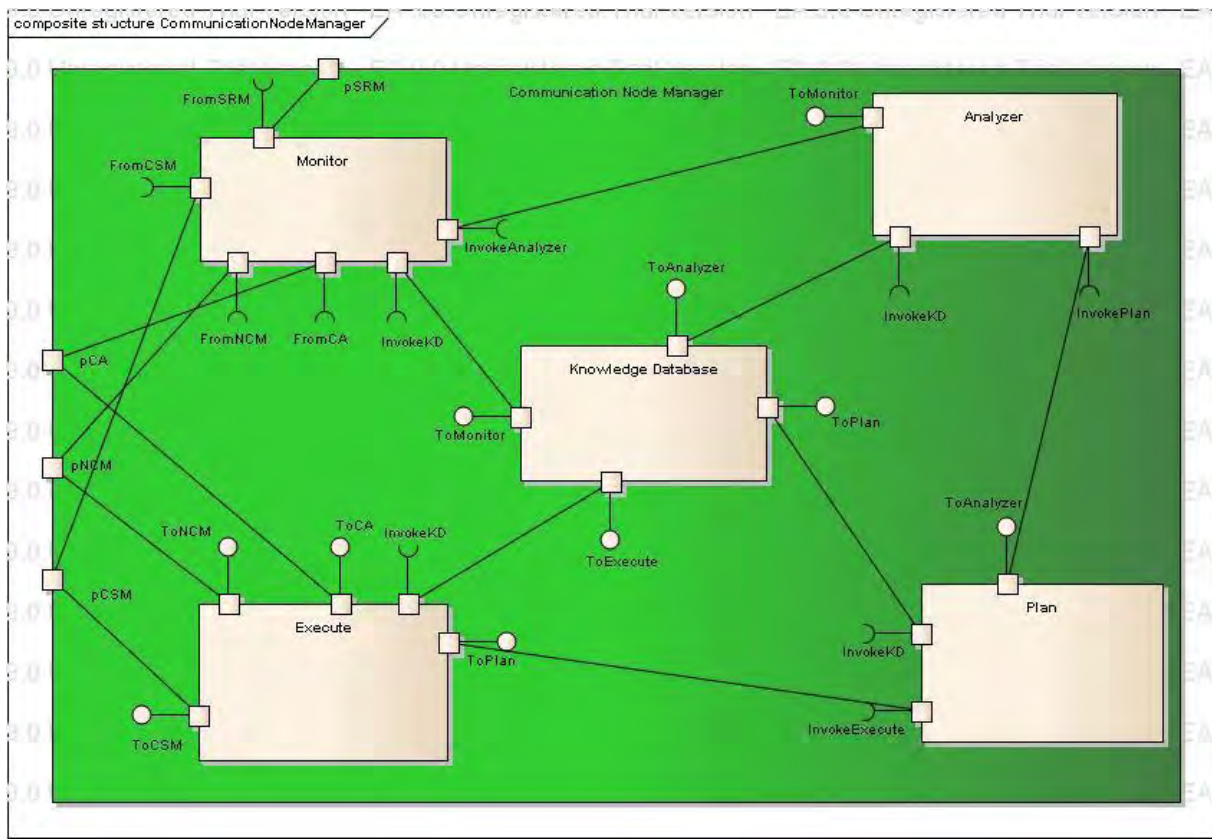 composite structure CommunicationNodeManager
Communication Node Manager
FromSRM
pSRM
ToMonitor
Analyzer
Monitor
FromCSM
InvokeAnalyzer
ToAnalyzer
InvokeKD
InvokePlan
FromNCM
FromCA
InvokeKD
pCA
Knowledge Database
ToMonitor
ToPlan
pNCM
ToNCM
ToCA
InvokeKD
ToAnalyzer
ToExecute
pCSM
Execute
Plan
ToPlan
InvokeKD
ToCSM
InvokeExecute